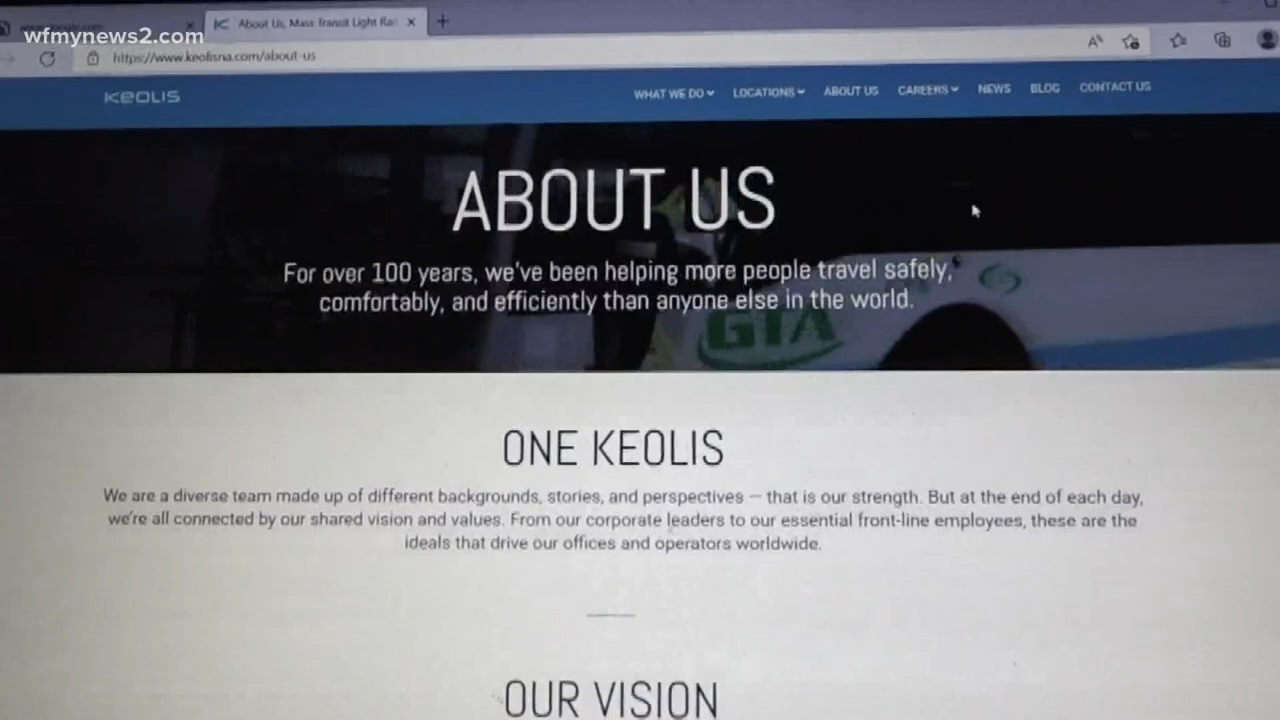 wfmynews2.com
About Us, Mass Transit Light Rai
https://www.keolisna.com/about-us
KEOLIS
WHAT WE DO LOCATIONS ABOUT US CAREERS NEWS BLOG CONTACT US
ABOUT US
For over 100 years, we've been helping more people travel safely,
comfortably, and efficiently than anyone else in the world.
GTA
ONE KEOLIS
We are a diverse team made up of different backgrounds, stories, and perspectives — that is our strength. But at the end of each day,
we're all connected by our shared vision and values. From our corporate leaders to our essential front-line employees, these are the
ideals that drive our offices and operators worldwide.
OUR VISION